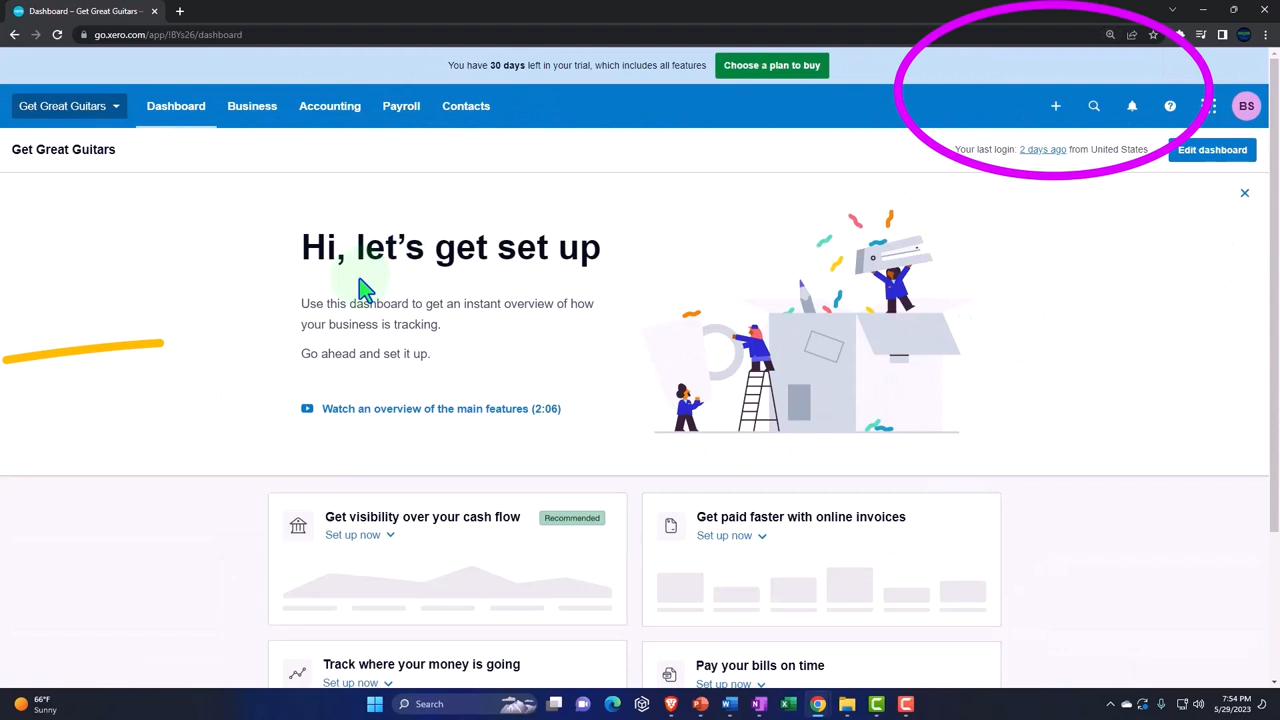 Dashboard – Get Great Guitars –
go.xero.com/app/!BYs26/dashboard
You have 30 days left in your trial, which includes all features
Choose a plan to buy
Get Great Guitars
Dashboard
Business
Accounting
Payroll
Contacts
BS
Get Great Guitars
Your last login: 2 days ago from United States
Edit dashboard
Hi, let's get set up
Use this dashboard to get an instant overview of how
your business is tracking.
Go ahead and set it up.
Watch an overview of the main features (2:06)
Get visibility over your cash flow
Recommended
Set up now
Get paid faster with online invoices
Set up now
Track where your money is going
Set up now
Pay your bills on time
Set up now
66°F
Sunny
Search
7:54 PM
5/29/2023